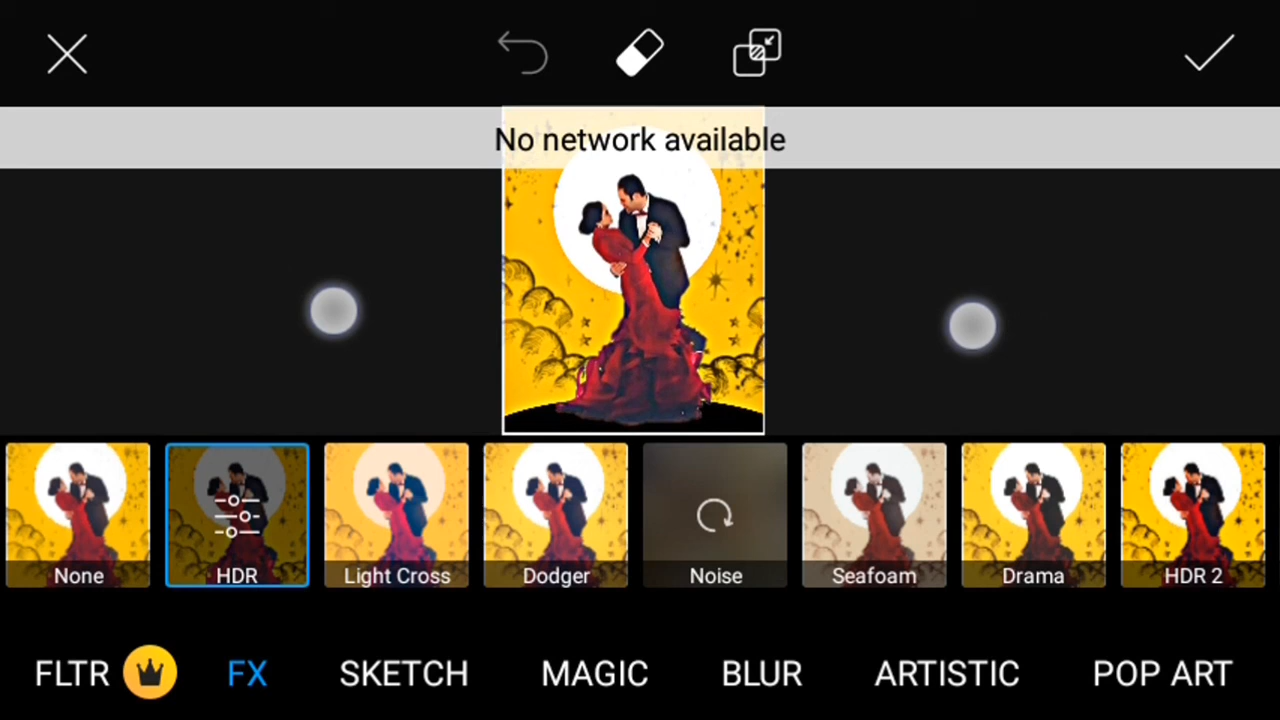 No network available
None
HDR
Light Cross
Dodger
Noise
Seafoam
Drama
HDR 2
FLTR
FX
SKETCH
MAGIC
BLUR
ARTISTIC
POP ART